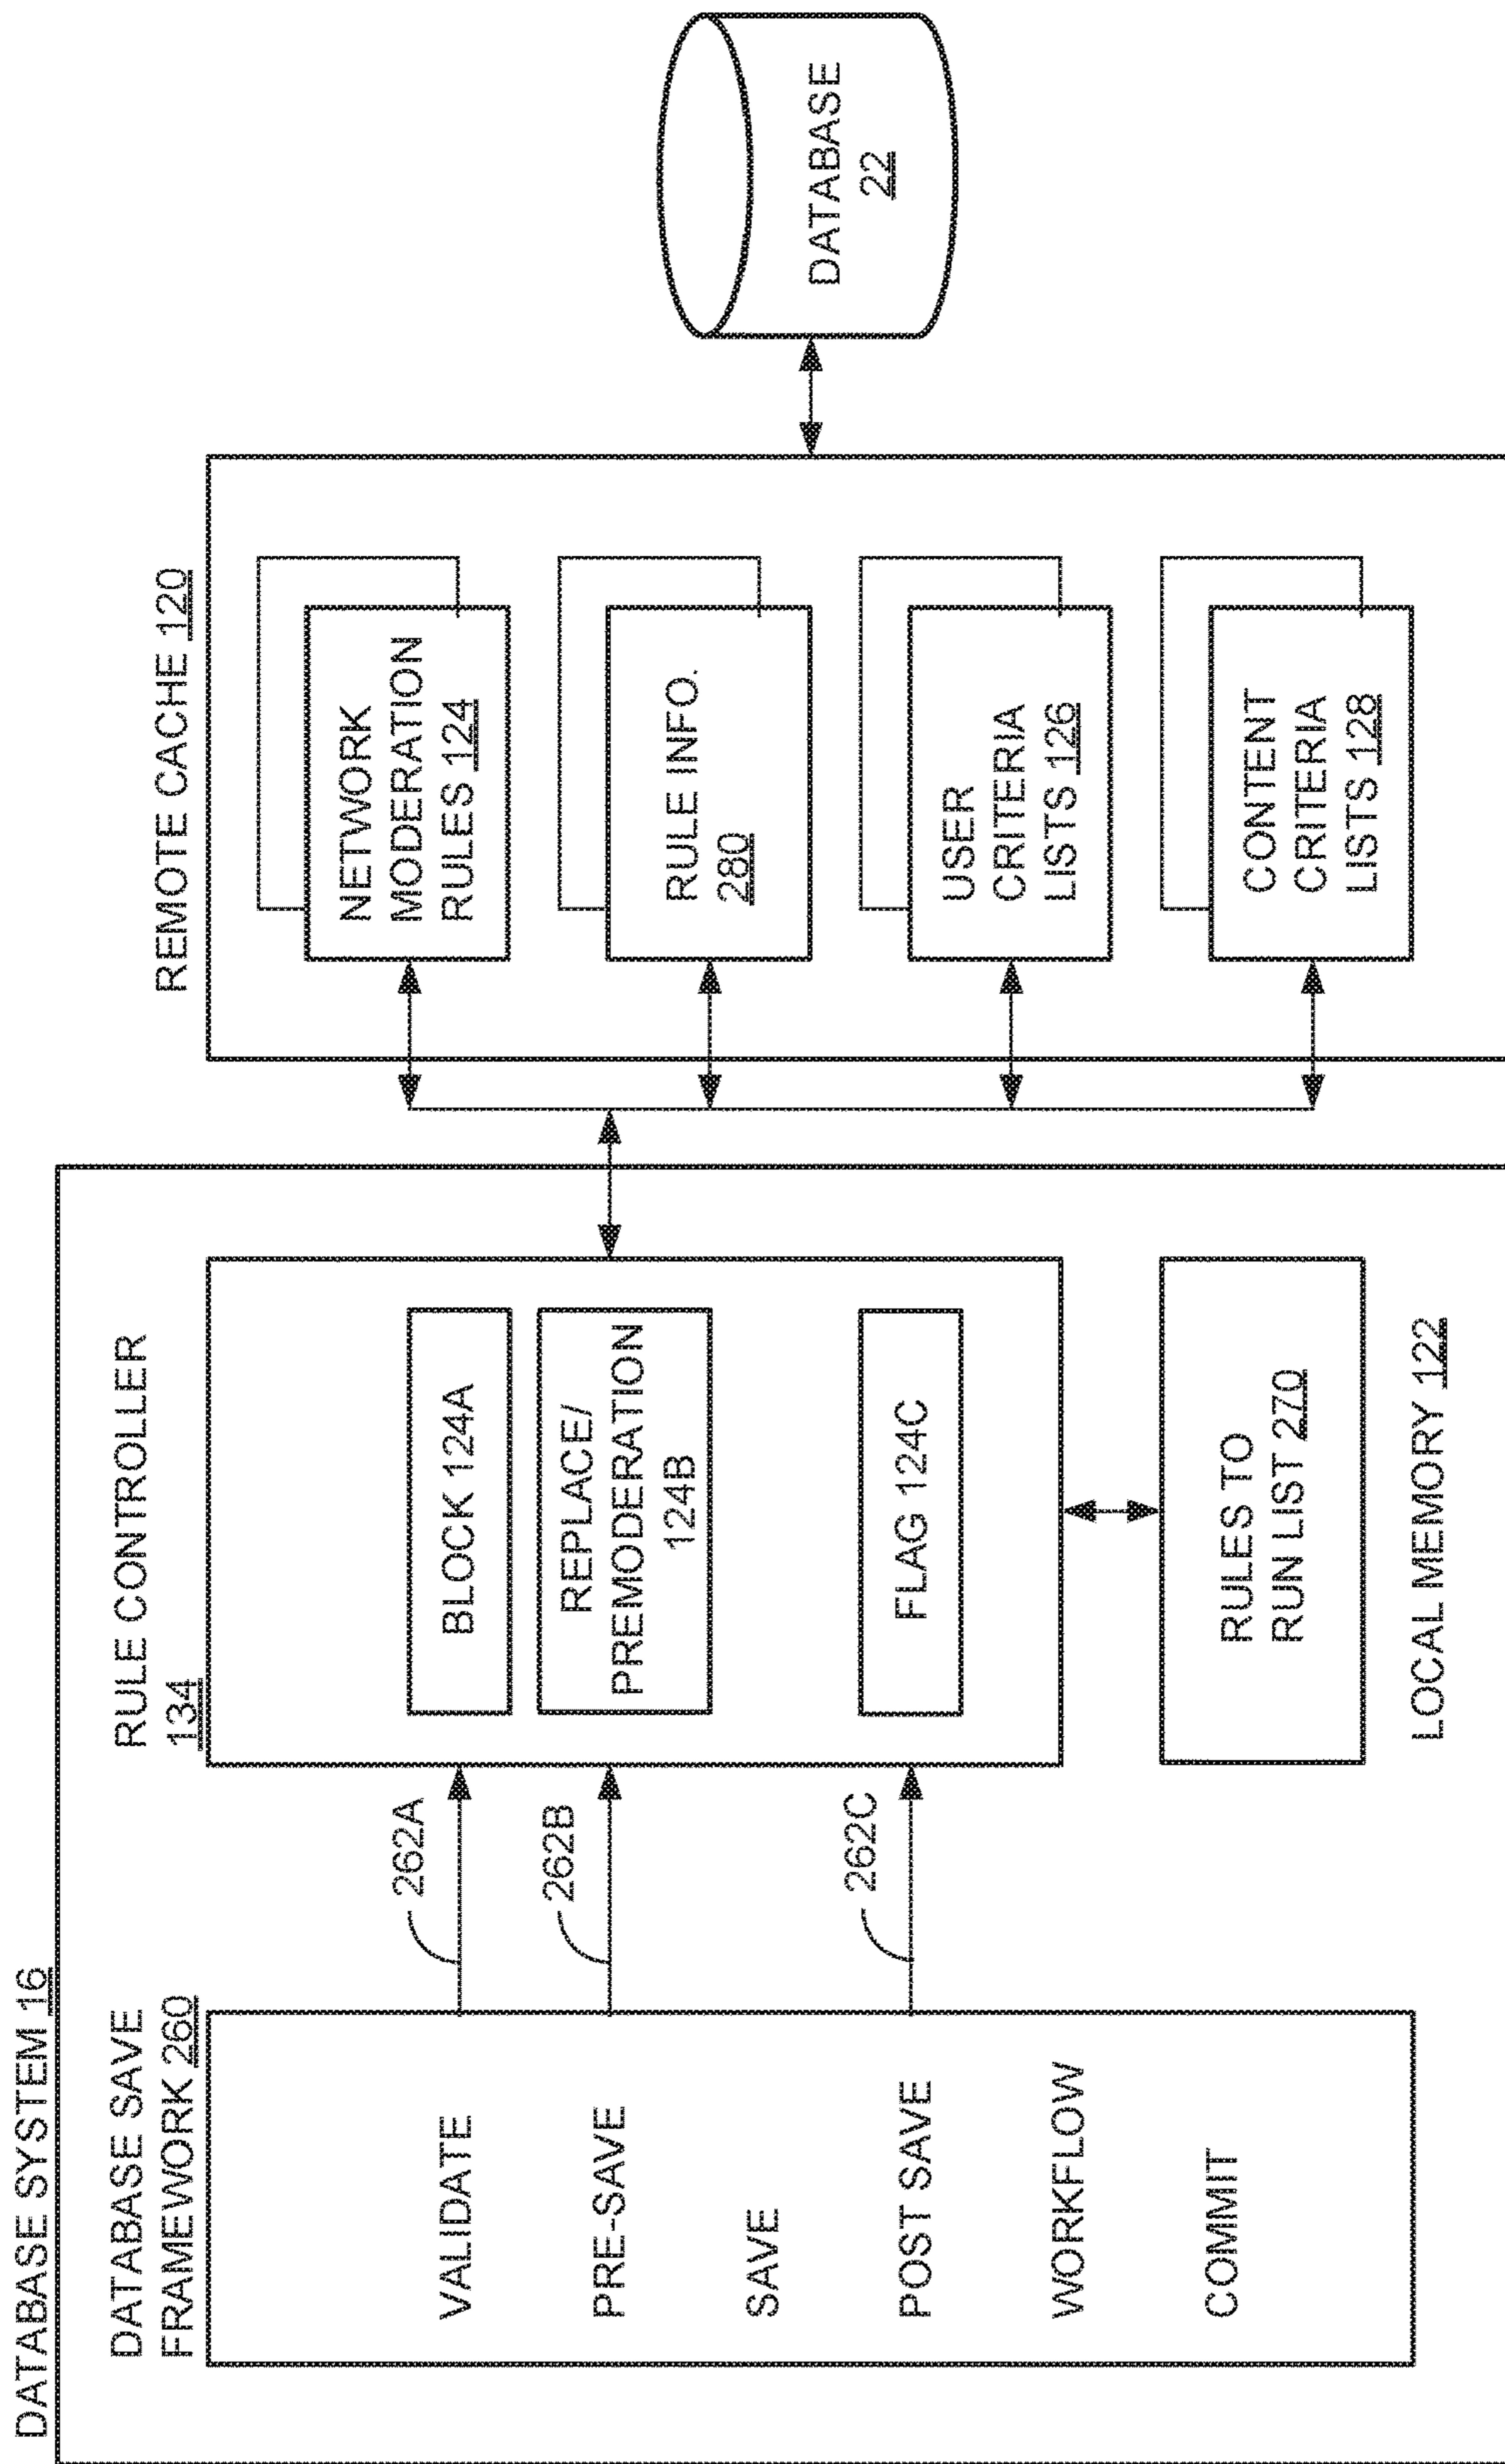 DATABASE SYSTEM 16
DATABASE SAVE
FRAMEWORK 260
VALIDATE
PRE-SAVE
SAVE
POST SAVE
WORKFLOW
COMMIT
262A
262B
262C
RULE CONTROLLER
134
BLOCK 124A
REPLACE/
PREMODERATION
124B
FLAG 124C
RULES TO
RUN LIST 270
LOCAL MEMORY 122
REMOTE CACHE 120
NETWORK
MODERATION
RULES 124
RULE INFO.
280
USER
CRITERIA
LISTS 126
CONTENT
CRITERIA
LISTS 128
DATABASE
22